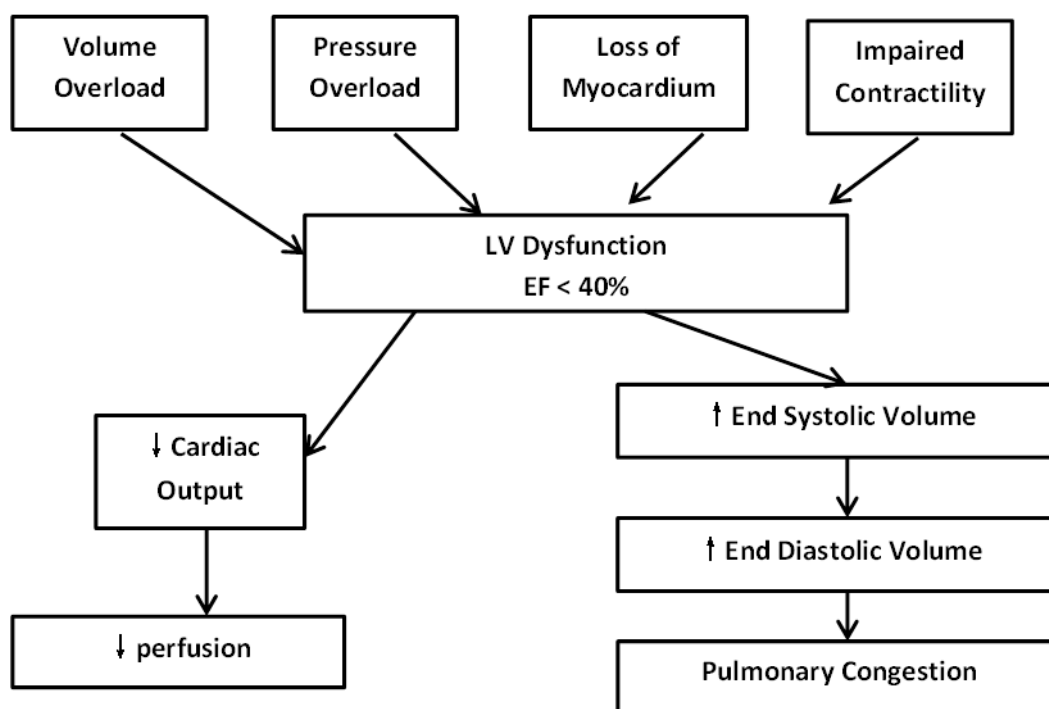 Volume
Overload
Pressure
Overload
Loss of
Myocardium
Impaired
Contractility
LV Dysfunction
EF < 40%
↓ Cardiac
Output
↓ perfusion
↑ End Systolic Volume
↑ End Diastolic Volume
Pulmonary Congestion